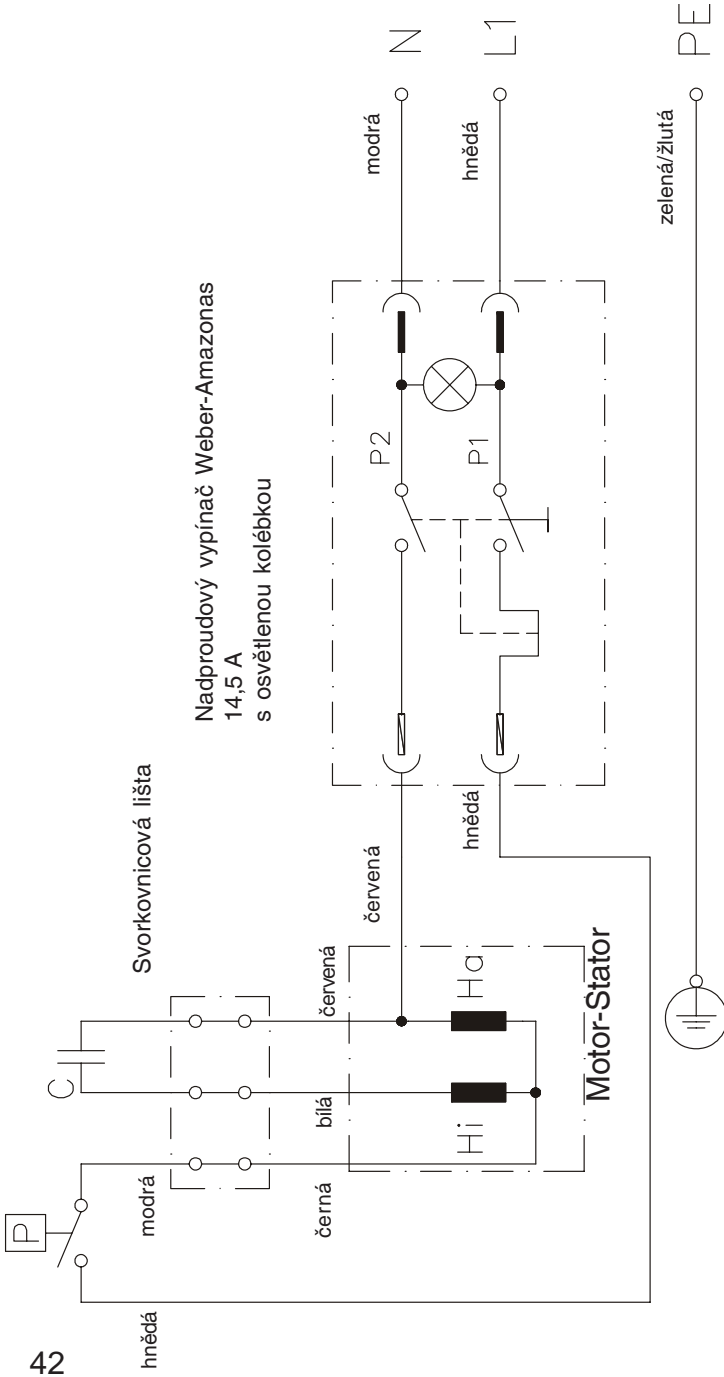 42
P
C
Svorkovnicová lišta
hnědá
modrá
černá
bílá
červená
Hi
Ha
Motor-Stator
červená
hnědá
Nadproudový vypínač Weber-Amazonas
14,5 A
s osvětlenou kolébkou
P2
P1
modrá
N
hnědá
L1
zelená/žlutá
PE